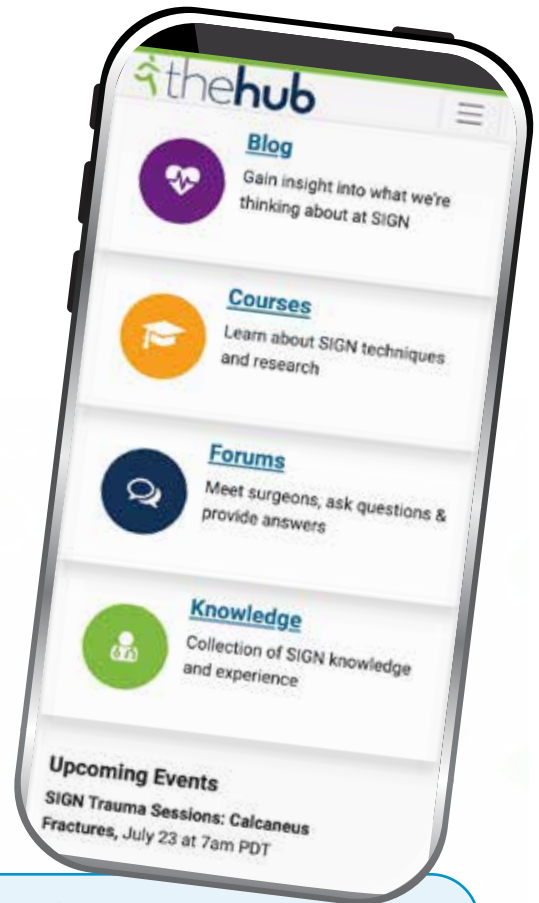 thehub
Blog
Gain insight into what we're
thinking about at SIGN
Courses
Learn about SIGN techniques
and research
Forums
Meet surgeons, ask questions &
provide answers
Knowledge
Collection of SIGN knowledge
and experience
Upcoming Events
SIGN Trauma Sessions: Calcaneus
Fractures, July 23 at 7am PDT